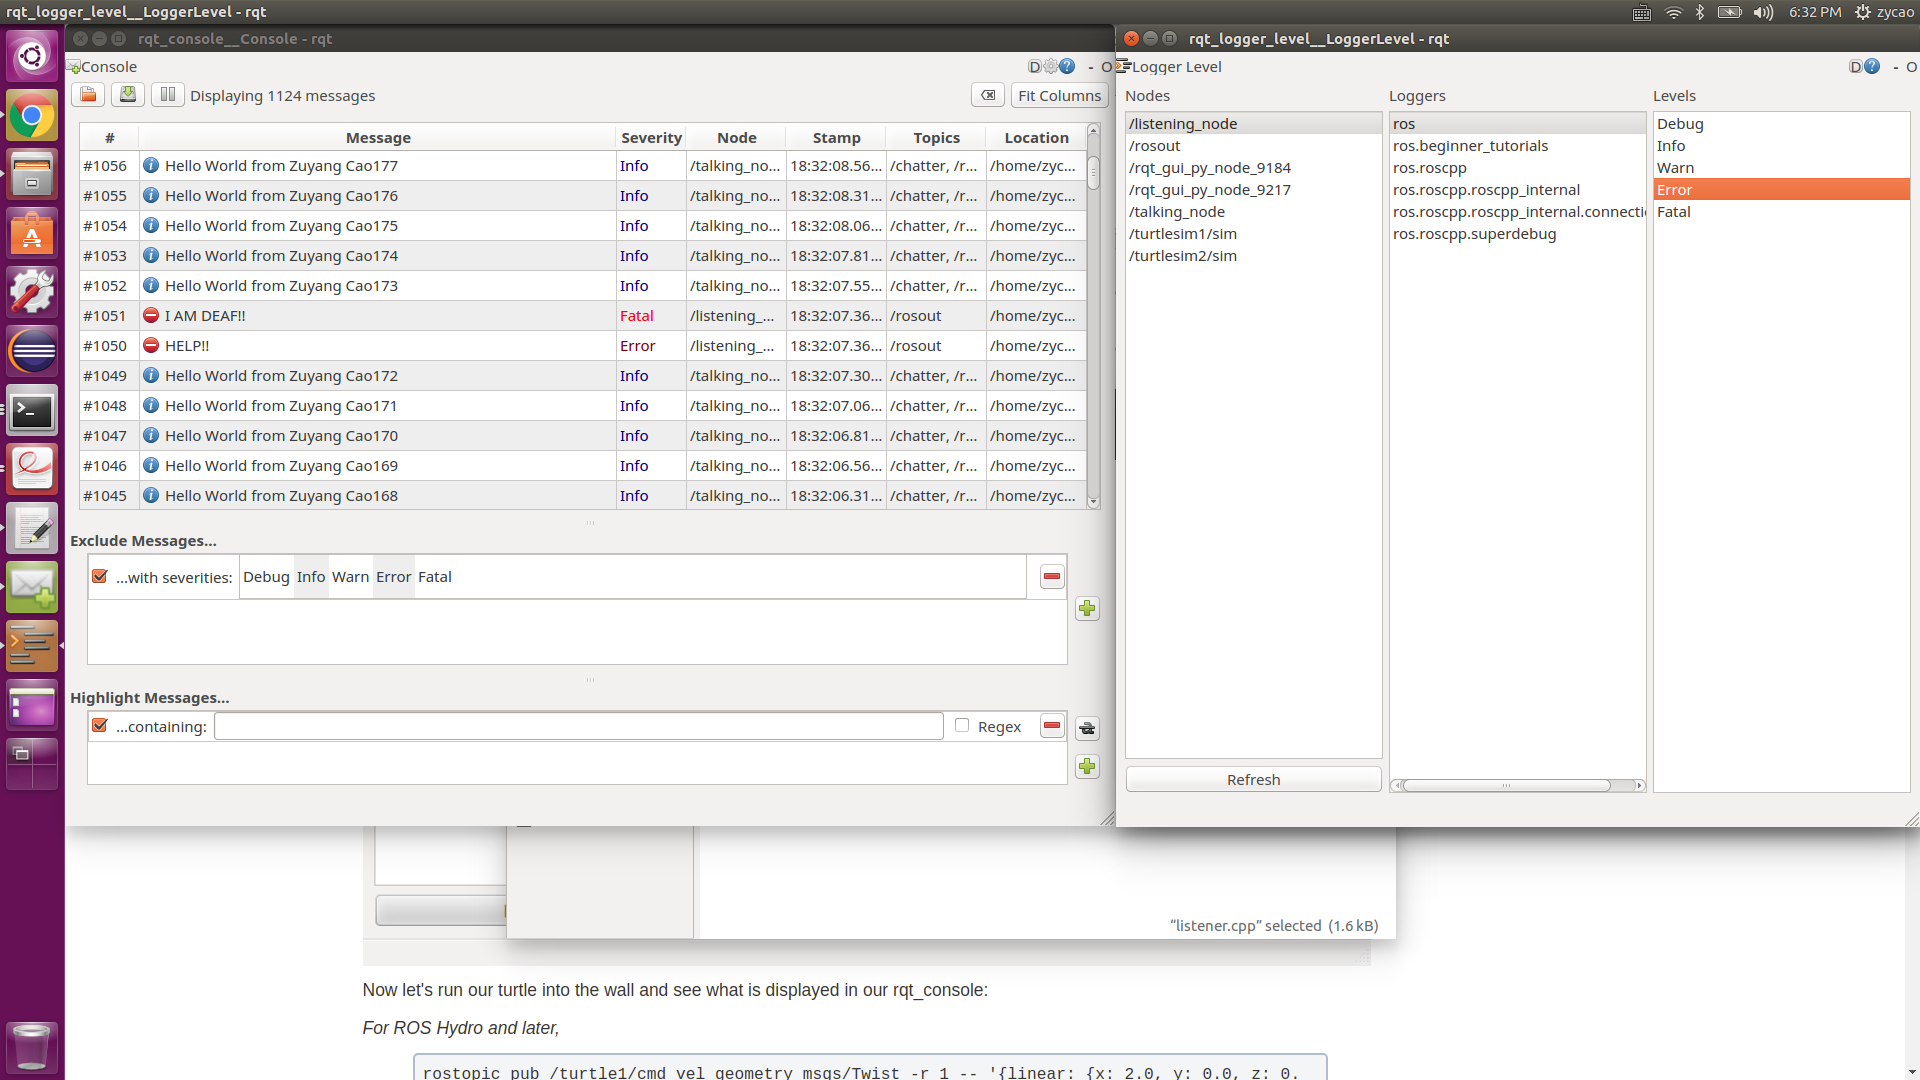 rqt_logger_level__LoggerLevel - rqt
6:32 PM zycao
rqt_console__Console - rqt
Console
D
- O
Displaying 1124 messages
Fit Columns
# Message Severity Node Stamp Topics Location
#1056 Hello World from Zuyang Cao177 Info /talking_no... 18:32:08.56... /chatter, /r... /home/zyc...
#1055 Hello World from Zuyang Cao176 Info /talking_no... 18:32:08.31... /chatter, /r... /home/zyc...
#1054 Hello World from Zuyang Cao175 Info /talking_no... 18:32:08.06... /chatter, /r... /home/zyc...
#1053 Hello World from Zuyang Cao174 Info /talking_no... 18:32:07.81... /chatter, /r... /home/zyc...
#1052 Hello World from Zuyang Cao173 Info /talking_no... 18:32:07.55... /chatter, /r... /home/zyc...
#1051 I AM DEAF!! Fatal /listening_... 18:32:07.36... /rosout /home/zyc...
#1050 HELP!! Error /listening_... 18:32:07.36... /rosout /home/zyc...
#1049 Hello World from Zuyang Cao172 Info /talking_no... 18:32:07.30... /chatter, /r... /home/zyc...
#1048 Hello World from Zuyang Cao171 Info /talking_no... 18:32:07.06... /chatter, /r... /home/zyc...
#1047 Hello World from Zuyang Cao170 Info /talking_no... 18:32:06.81... /chatter, /r... /home/zyc...
#1046 Hello World from Zuyang Cao169 Info /talking_no... 18:32:06.56... /chatter, /r... /home/zyc...
#1045 Hello World from Zuyang Cao168 Info /talking_no... 18:32:06.31... /chatter, /r... /home/zyc...
Exclude Messages...
...with severities: Debug Info Warn Error Fatal
Highlight Messages...
...containing: Regex
rqt_logger_level__LoggerLevel - rqt
Logger Level
D
- O
Nodes
/listening_node
/rosout
/rqt_gui_py_node_9184
/rqt_gui_py_node_9217
/talking_node
/turtlesim1/sim
/turtlesim2/sim
Refresh
Loggers
ros
ros.beginner_tutorials
ros.roscpp
ros.roscpp.roscpp_internal
ros.roscpp.roscpp_internal.connecti
ros.roscpp.superdebug
Levels
Debug
Info
Warn
Error
Fatal
“listener.cpp” selected (1.6 kB)
Now let's run our turtle into the wall and see what is displayed in our rqt_console:
For ROS Hydro and later,
rostopic pub /turtle1/cmd_vel geometry_msgs/Twist -r 1 -- '{linear: {x: 2.0, y: 0.0, z: 0.